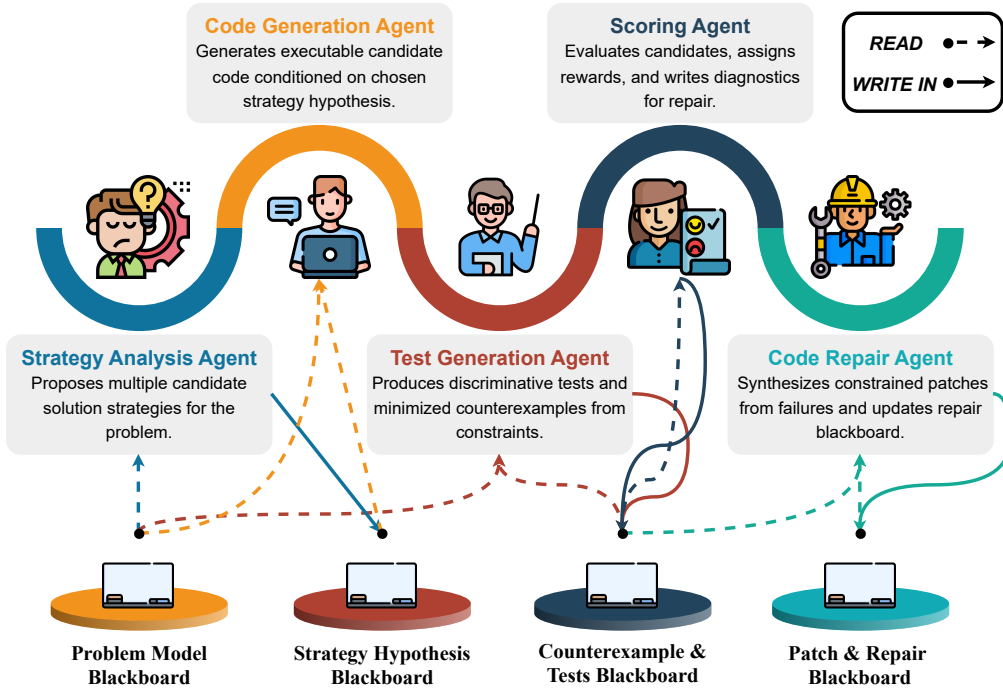 Code Generation Agent
Generates executable candidate
code conditioned on chosen
strategy hypothesis.
Scoring Agent
Evaluates candidates, assigns
rewards, and writes diagnostics
for repair.
READ
WRITE IN
Strategy Analysis Agent
Proposes multiple candidate
solution strategies for the
problem.
Test Generation Agent
Produces discriminative tests and
minimized counterexamples from
constraints.
Code Repair Agent
Synthesizes constrained patches
from failures and updates repair
blackboard.
Problem Model
Blackboard
Strategy Hypothesis
Blackboard
Counterexample &
Tests Blackboard
Patch & Repair
Blackboard